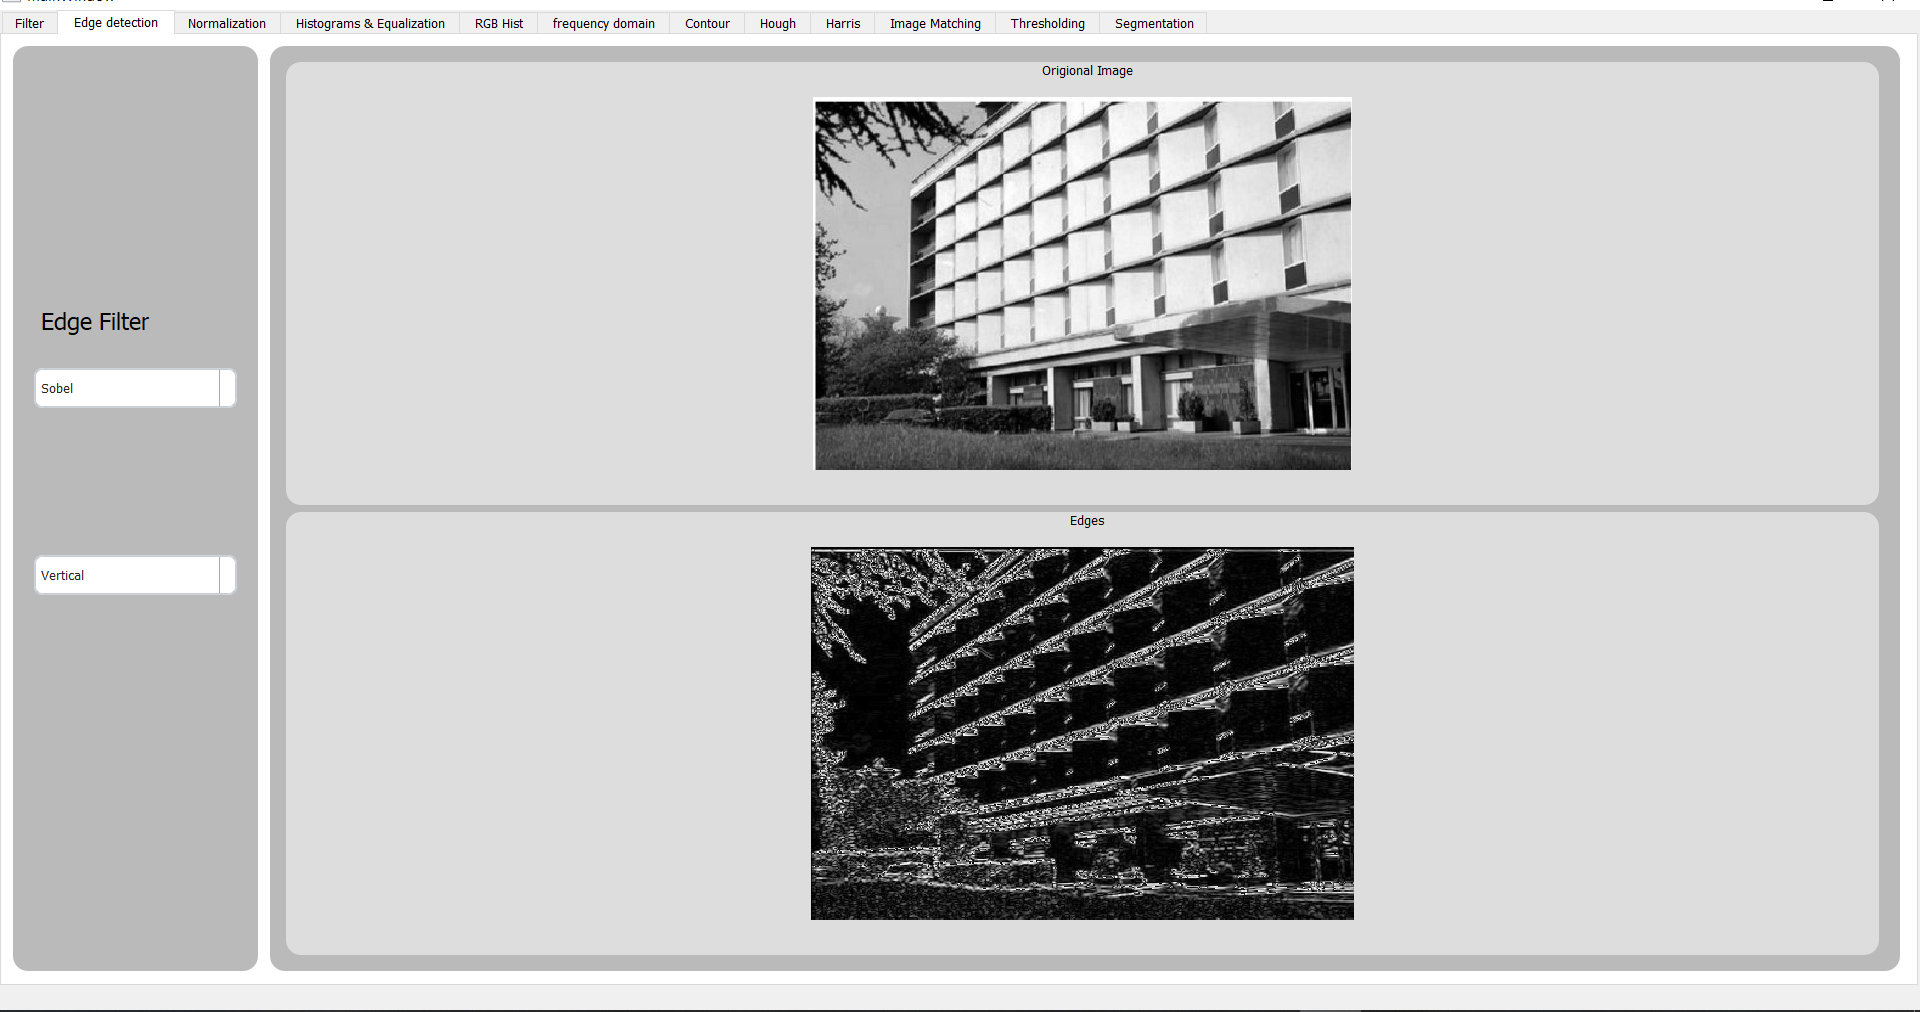 Filter Edge detection Normalization Histograms & Equalization RGB Hist frequency domain Contour Hough Harris Image Matching Thresholding Segmentation
Edge Filter
Sobel
Vertical
Origional Image
Edges